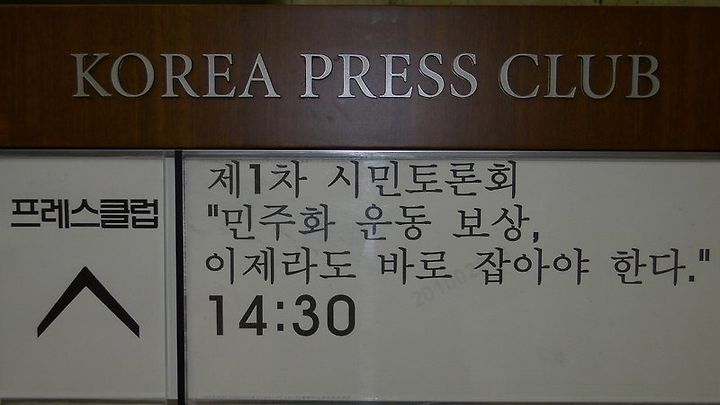 KOREA PRESS CLUB
프레스클럽
제1차 시민토론회
"민주화 운동 보상,
이제라도 바로 잡아야 한다."
14:30